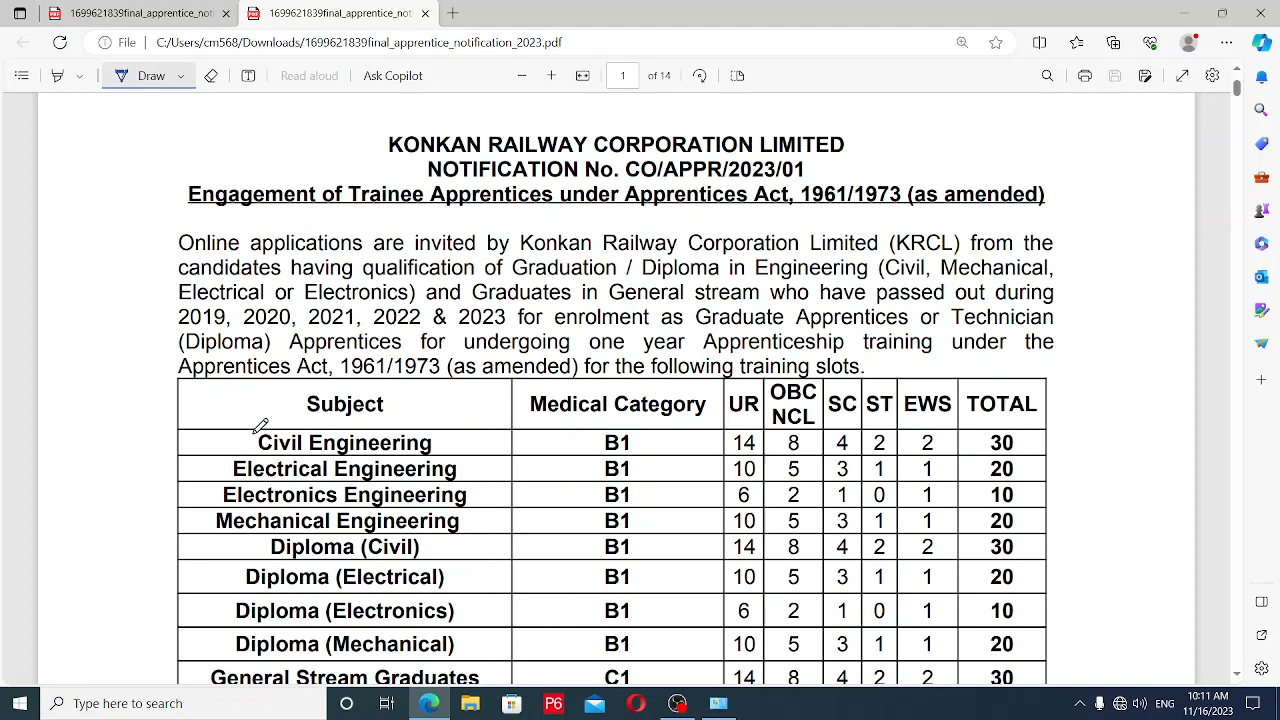 1699621839final_apprentice_not
1699621839final_apprentice_not
File C:/Users/cm568/Downloads/1699621839final_apprentice_notification_2023.pdf
Draw Read aloud Ask Copilot 1 of 14
KONKAN RAILWAY CORPORATION LIMITED
NOTIFICATION No. CO/APPR/2023/01
Engagement of Trainee Apprentices under Apprentices Act, 1961/1973 (as amended)
Online applications are invited by Konkan Railway Corporation Limited (KRCL) from the
candidates having qualification of Graduation / Diploma in Engineering (Civil, Mechanical,
Electrical or Electronics) and Graduates in General stream who have passed out during
2019, 2020, 2021, 2022 & 2023 for enrolment as Graduate Apprentices or Technician
(Diploma) Apprentices for undergoing one year Apprenticeship training under the
Apprentices Act, 1961/1973 (as amended) for the following training slots.
Subject Medical Category UR OBC NCL SC ST EWS TOTAL
Civil Engineering B1 14 8 4 2 2 30
Electrical Engineering B1 10 5 3 1 1 20
Electronics Engineering B1 6 2 1 0 1 10
Mechanical Engineering B1 10 5 3 1 1 20
Diploma (Civil) B1 14 8 4 2 2 30
Diploma (Electrical) B1 10 5 3 1 1 20
Diploma (Electronics) B1 6 2 1 0 1 10
Diploma (Mechanical) B1 10 5 3 1 1 20
General Stream Graduates C1 14 8 4 2 2 30
Type here to search P6 ENG 10:11 AM
11/16/2023